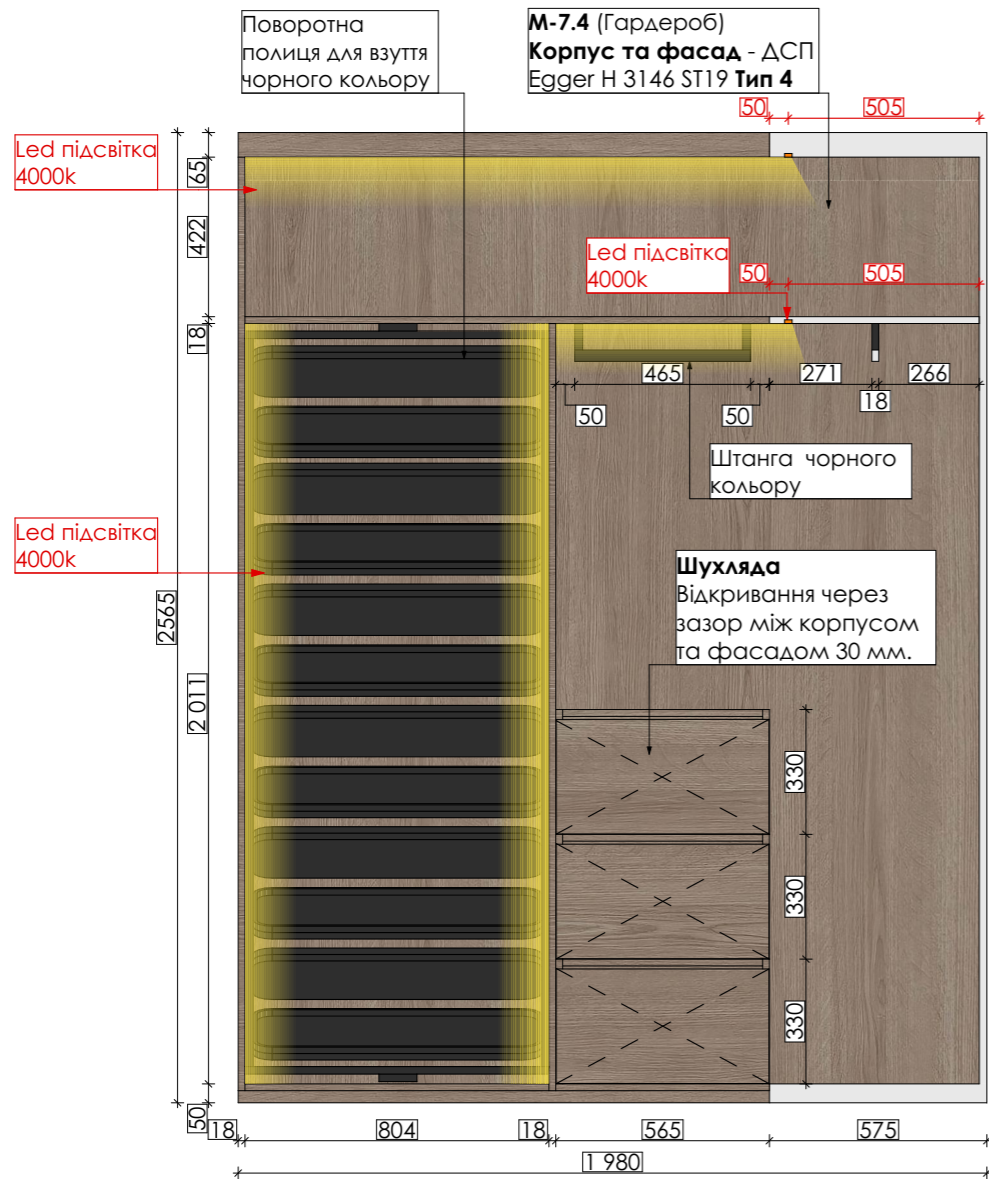 Поворотна
полиця для взуття
чорного кольору
М-7.4 (Гардероб)
Корпус та фасад - ДСП
Egger H 3146 ST19 Тип 4
50
505
Led підсвітка
4000k
65
422
Led підсвітка
4000k
50
505
18
465
271
266
50
50
18
Штанга чорного
кольору
Led підсвітка
4000k
Шухляда
Відкривання через
зазор між корпусом
та фасадом 30 мм.
2565
2 011
330
330
330
50
18
804
18
565
575
1 980